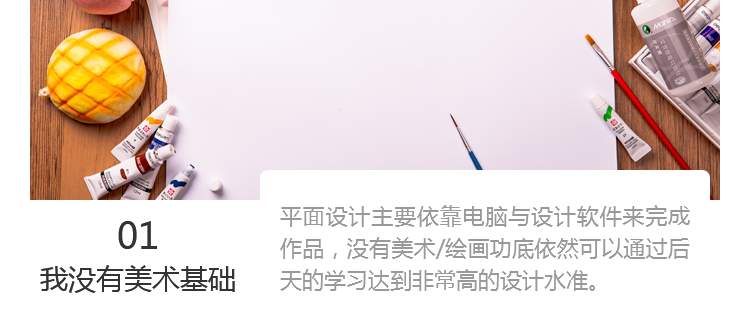 01
我没有美术基础
平面设计主要依靠电脑与设计软件来完成
作品，没有美术/绘画功底依然可以通过后
天的学习达到非常高的设计水准。